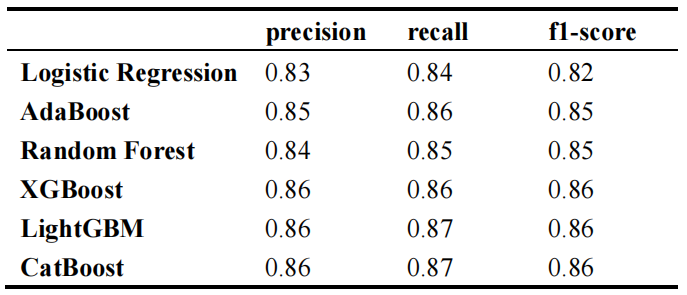 precision recall f1-score
Logistic Regression 0.83 0.84 0.82
AdaBoost 0.85 0.86 0.85
Random Forest 0.84 0.85 0.85
XGBoost 0.86 0.86 0.86
LightGBM 0.86 0.87 0.86
CatBoost 0.86 0.87 0.86